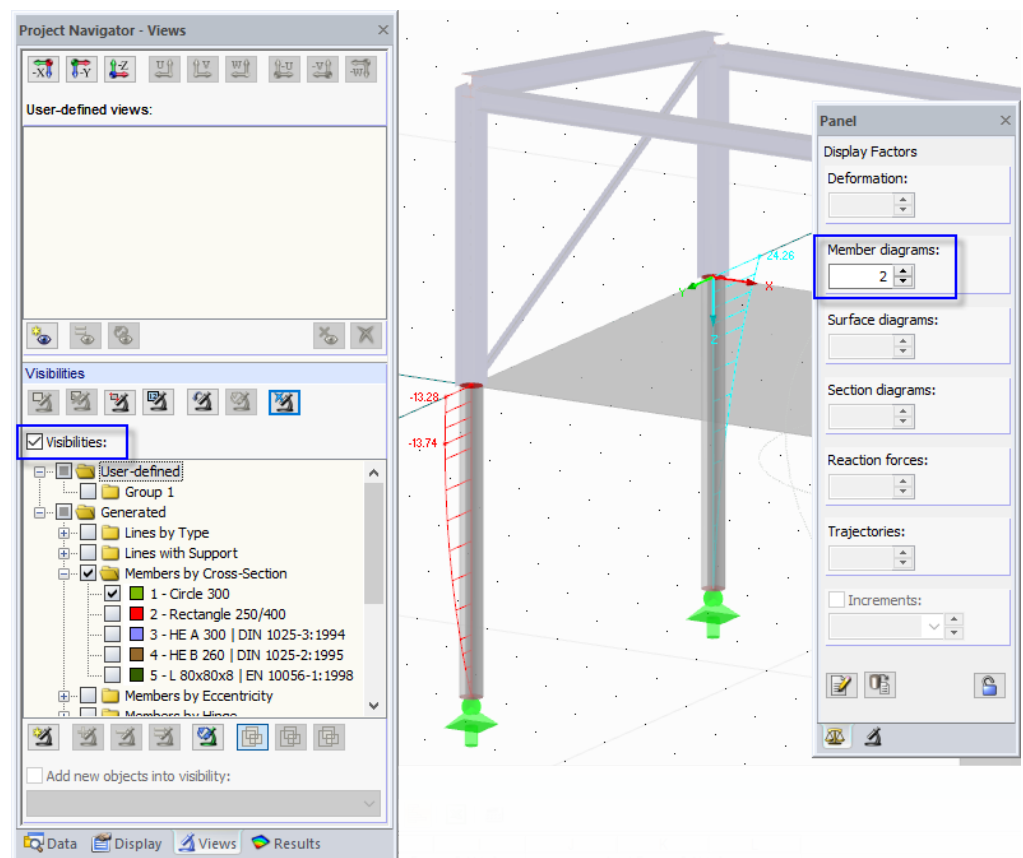 Project Navigator - Views
-X
-Y
-Z
User-defined views:
Visibilities
Visibilities:
User-defined
Group 1
Generated
Lines by Type
Lines with Support
Members by Cross-Section
1 - Circle 300
2 - Rectangle 250/400
3 - HE A 300 | DIN 1025-3:1994
4 - HE B 260 | DIN 1025-2:1995
5 - L 80x80x8 | EN 10056-1:1998
Members by Eccentricity
Members by Hinge
Add new objects into visibility:
Data
Display
Views
Results
24.26
X
Y
Z
-13.28
-13.74
Panel
Display Factors
Deformation:
Member diagrams:
2
Surface diagrams:
Section diagrams:
Reaction forces:
Trajectories:
Increments: